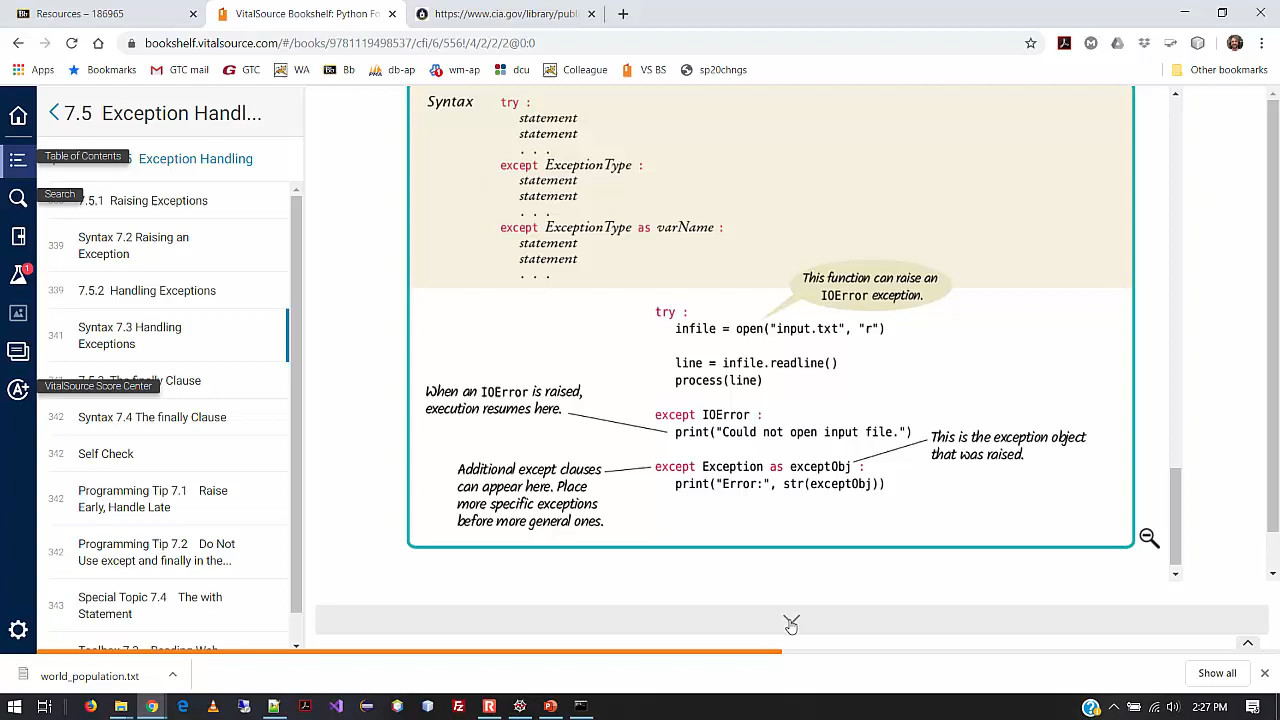 Resources – 186965
VitalSource Bookshelf: Python Fo
https://www.cia.gov/library/publ
bookshelf.vitalsource.com/#/books/9781119498537/cfi/6/556!/4/2/2/2@0:0
Apps
Bookmarks
GTC mail
GTC
WA
Bb
db-ap
wm-ap
dcu
Colleague
VS BS
sp20chngs
Other bookmarks
7.5 Exception Handl...
Table of Contents
Exception Handling
Search
7.5.1 Raising Exceptions
339 Syntax 7.2 Raising an
Exception
339 7.5.2 Handling Exceptions
341 Syntax 7.3 Handling
Exceptions
The finally Clause
VitalSource Score Center
342 Syntax 7.4 The finally Clause
342 Self Check
342 Programming Tip 7.1 Raise
Early, Handle Late
342 Programming Tip 7.2 Do Not
Use except and finally in the...
343 Special Topic 7.4 The with
Statement
Syntax try :
statement
statement
. . .
except ExceptionType :
statement
statement
. . .
except ExceptionType as varName :
statement
statement
. . .
This function can raise an
IOError exception.
try :
infile = open("input.txt", "r")
line = infile.readline()
process(line)
When an IOError is raised,
execution resumes here.
except IOError :
print("Could not open input file.")
This is the exception object
that was raised.
Additional except clauses
can appear here. Place
more specific exceptions
before more general ones.
except Exception as exceptObj :
print("Error:", str(exceptObj))
world_population.txt
Show all
2:27 PM